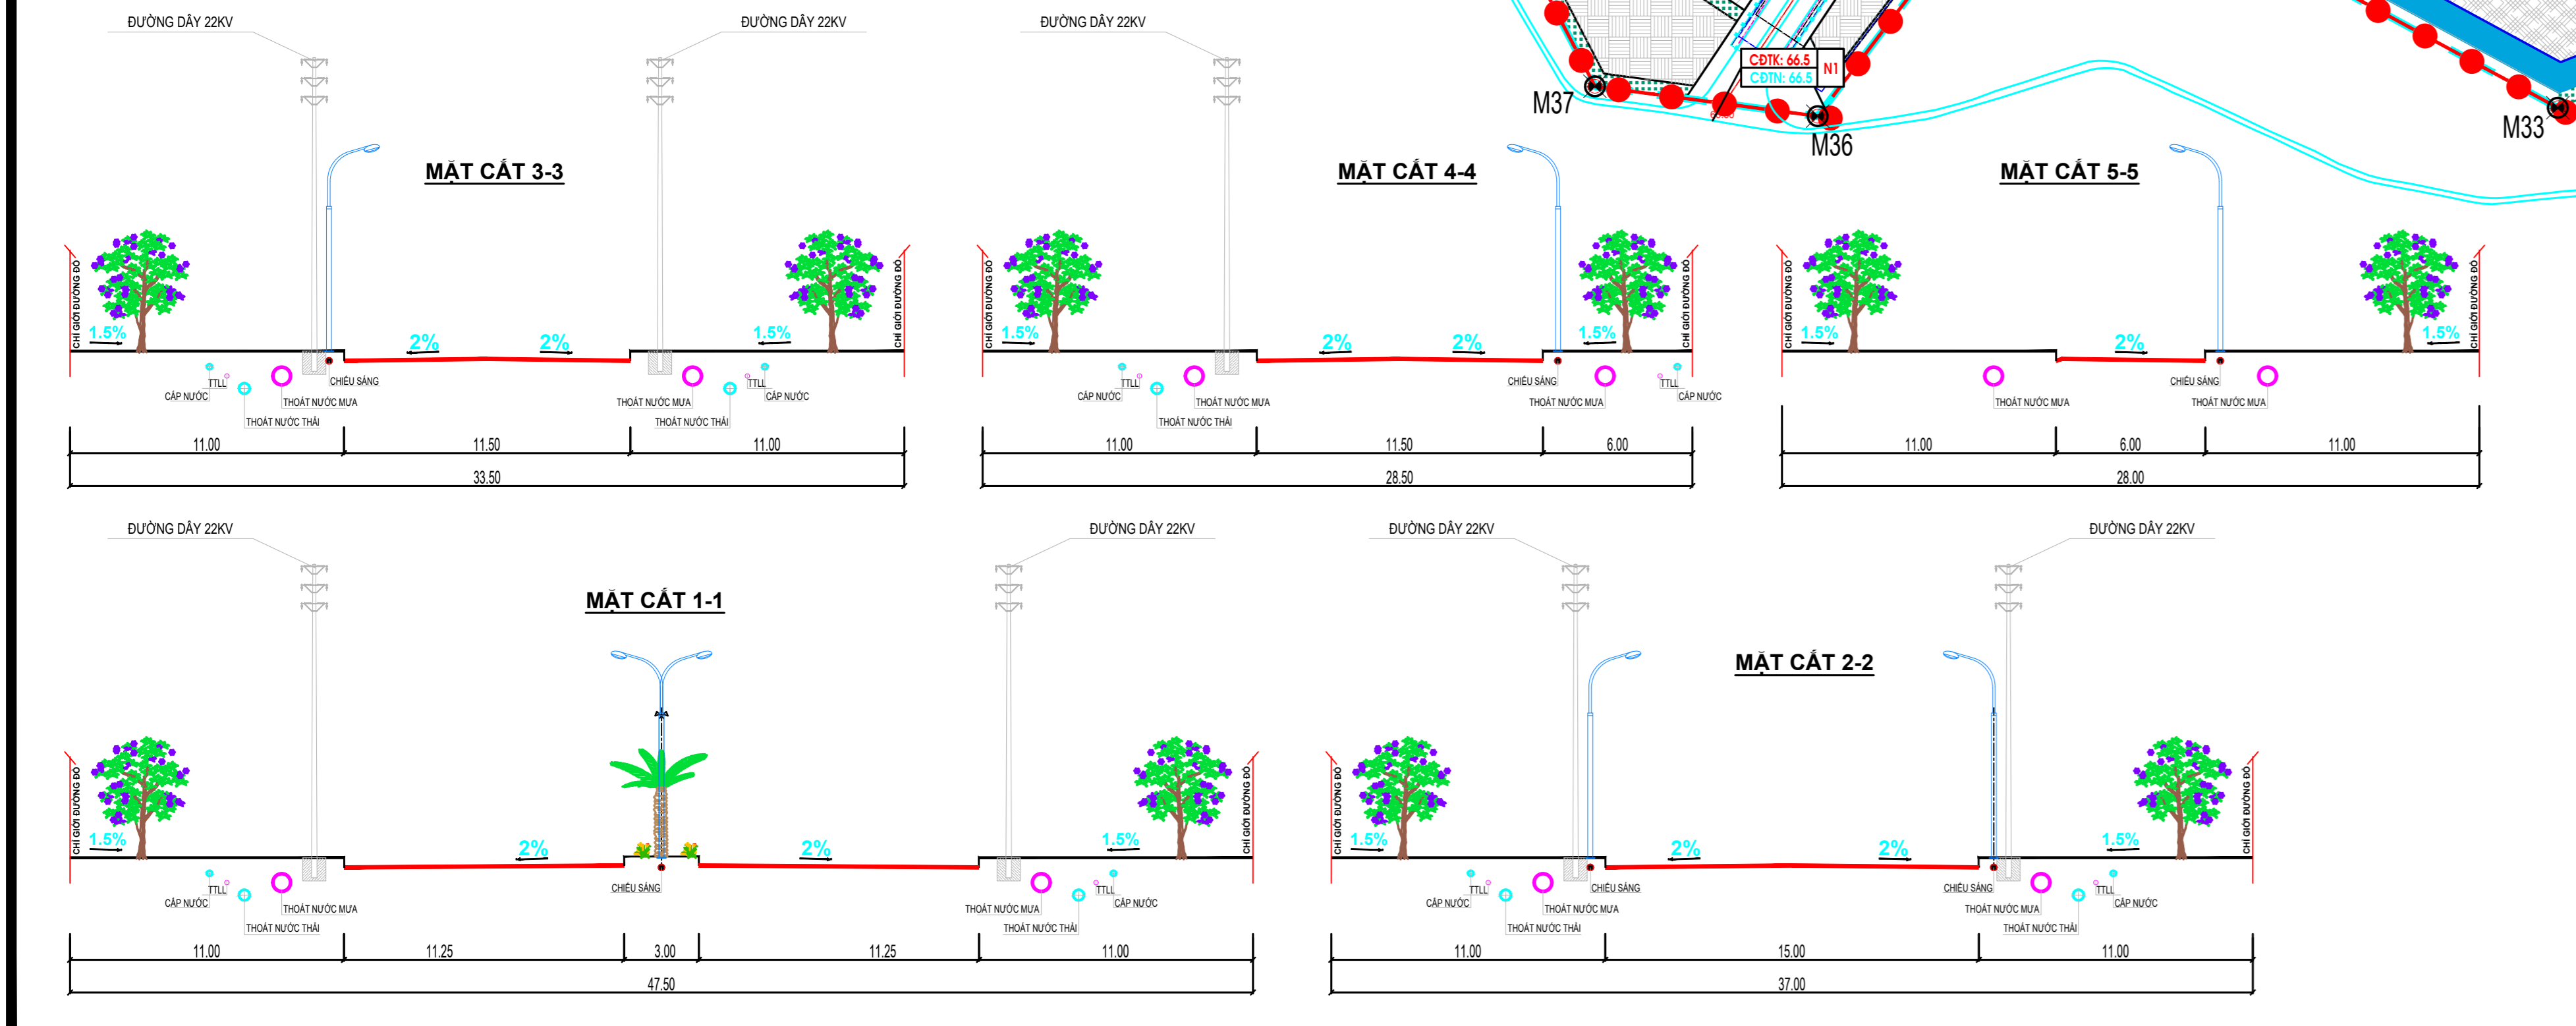 ĐƯỜNG DÂY 22KV
ĐƯỜNG DÂY 22KV
ĐƯỜNG DÂY 22KV
CĐTK: 66.5
CĐTN: 66.5
N1
M37
M36
M33
MẶT CẮT 3-3
MẶT CẮT 4-4
MẶT CẮT 5-5
CHỈ GIỚI ĐƯỜNG ĐỎ
1.5%
2%
2%
1.5%
CHỈ GIỚI ĐƯỜNG ĐỎ
TTLL
CẤP NƯỚC
CHIẾU SÁNG
THOÁT NƯỚC MƯA
THOÁT NƯỚC THẢI
THOÁT NƯỚC MƯA
TTLL
CẤP NƯỚC
THOÁT NƯỚC THẢI
11.00
11.50
11.00
33.50
CHỈ GIỚI ĐƯỜNG ĐỎ
1.5%
2%
2%
1.5%
CHỈ GIỚI ĐƯỜNG ĐỎ
TTLL
CẤP NƯỚC
THOÁT NƯỚC MƯA
THOÁT NƯỚC THẢI
CHIẾU SÁNG
THOÁT NƯỚC MƯA
TTLL
CẤP NƯỚC
11.00
11.50
6.00
28.50
CHỈ GIỚI ĐƯỜNG ĐỎ
1.5%
2%
1.5%
CHỈ GIỚI ĐƯỜNG ĐỎ
THOÁT NƯỚC MƯA
CHIẾU SÁNG
THOÁT NƯỚC MƯA
11.00
6.00
11.00
28.00
ĐƯỜNG DÂY 22KV
ĐƯỜNG DÂY 22KV
ĐƯỜNG DÂY 22KV
ĐƯỜNG DÂY 22KV
MẶT CẮT 1-1
MẶT CẮT 2-2
CHỈ GIỚI ĐƯỜNG ĐỎ
1.5%
2%
2%
1.5%
CHỈ GIỚI ĐƯỜNG ĐỎ
TTLL
CẤP NƯỚC
THOÁT NƯỚC MƯA
THOÁT NƯỚC THẢI
CHIẾU SÁNG
THOÁT NƯỚC MƯA
TTLL
CẤP NƯỚC
THOÁT NƯỚC THẢI
11.00
11.25
3.00
11.25
11.00
47.50
CHỈ GIỚI ĐƯỜNG ĐỎ
1.5%
2%
2%
1.5%
CHỈ GIỚI ĐƯỜNG ĐỎ
TTLL
CẤP NƯỚC
CHIẾU SÁNG
THOÁT NƯỚC MƯA
THOÁT NƯỚC THẢI
CHIẾU SÁNG
THOÁT NƯỚC MƯA
TTLL
CẤP NƯỚC
THOÁT NƯỚC THẢI
11.00
15.00
11.00
37.00